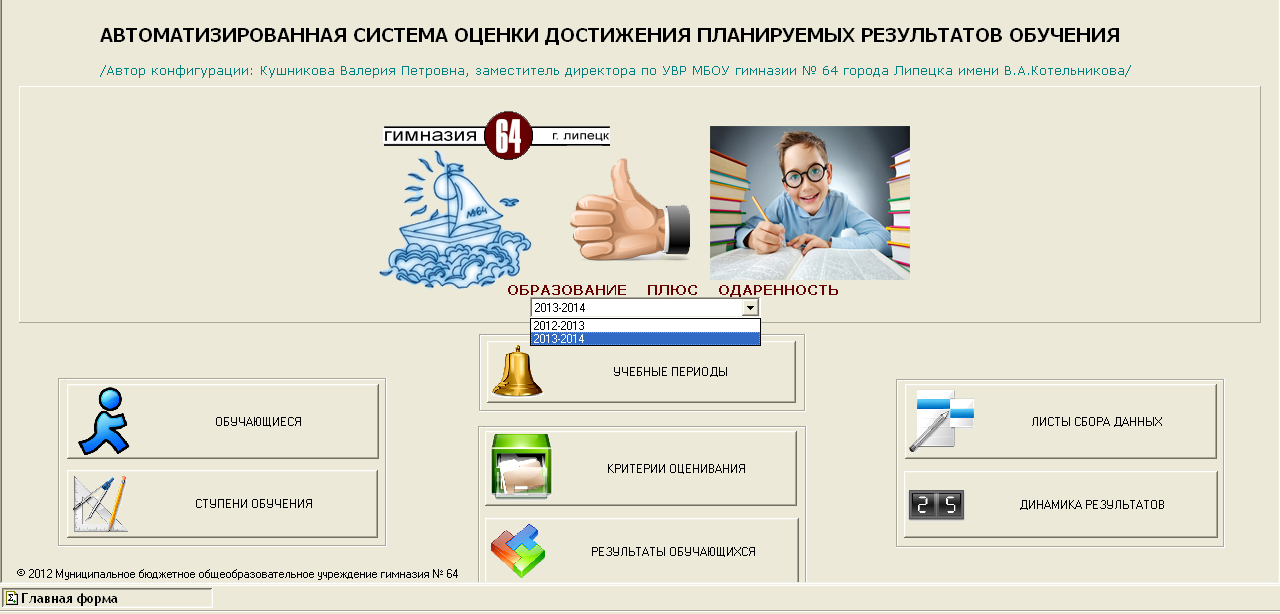 АВТОМАТИЗИРОВАННАЯ СИСТЕМА ОЦЕНКИ ДОСТИЖЕНИЯ ПЛАНИРУЕМЫХ РЕЗУЛЬТАТОВ ОБУЧЕНИЯ
/Автор конфигурации: Кушникова Валерия Петровна, заместитель директора по УВР МБОУ гимназии № 64 города Липецка имени В.А.Котельникова/
гимназия 64 г. липецк
№64
ОБРАЗОВАНИЕ ПЛЮС ОДАРЕННОСТЬ
2013-2014
2012-2013
2013-2014
УЧЕБНЫЕ ПЕРИОДЫ
ОБУЧАЮЩИЕСЯ
ЛИСТЫ СБОРА ДАННЫХ
КРИТЕРИИ ОЦЕНИВАНИЯ
СТУПЕНИ ОБУЧЕНИЯ
25
ДИНАМИКА РЕЗУЛЬТАТОВ
РЕЗУЛЬТАТЫ ОБУЧАЮЩИХСЯ
© 2012 Муниципальное бюджетное общеобразовательное учреждение гимназия № 64
Главная форма